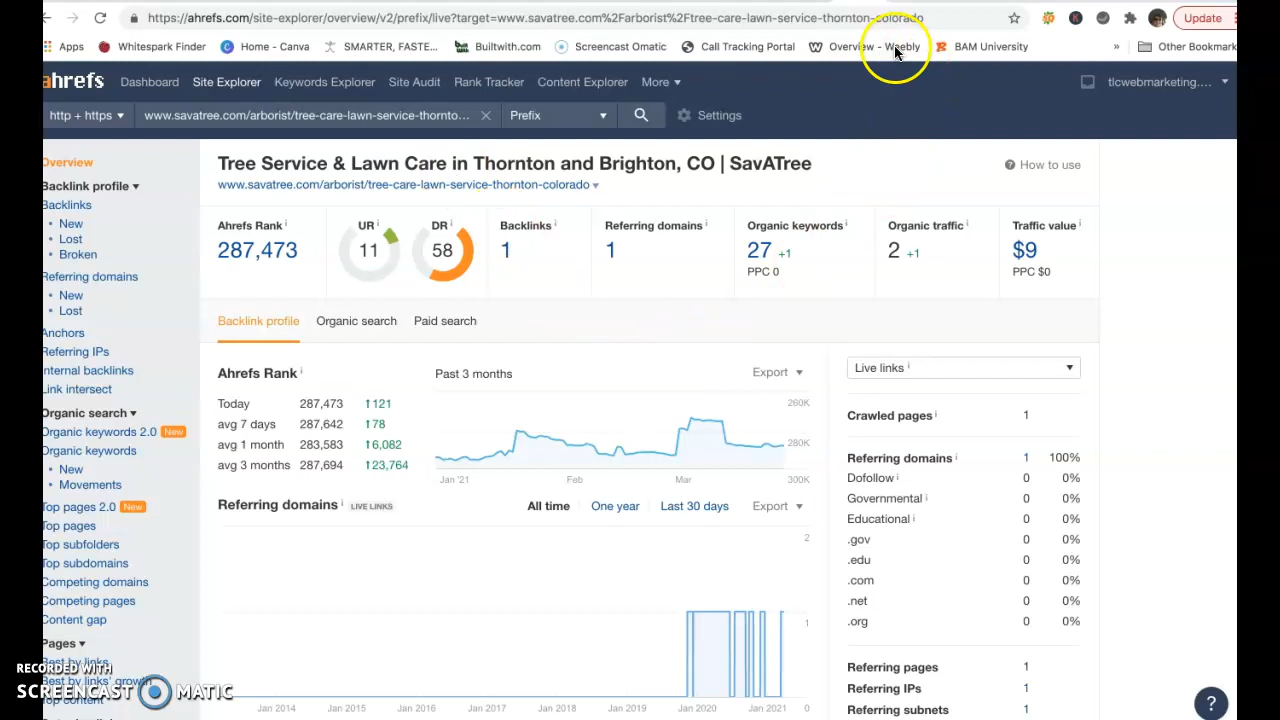 https://ahrefs.com/site-explorer/overview/v2/prefix/live?target=www.savatree.com%2Farborist%2Ftree-care-lawn-service-thornton-colorado
Update
Apps Whitespark Finder Home - Canva SMARTER, FASTE... Builtwith.com Screencast Omatic Call Tracking Portal Overview - Weebly BAM University » Other Bookmark
ahrefs Dashboard Site Explorer Keywords Explorer Site Audit Rank Tracker Content Explorer More tlcwebmarketing....
http + https www.savatree.com/arborist/tree-care-lawn-service-thornto... Prefix Settings
Overview
Backlink profile
Backlinks
• New
• Lost
• Broken
Referring domains
• New
• Lost
Anchors
Referring IPs
Internal backlinks
Link intersect
Organic search
Organic keywords 2.0 New
Organic keywords
• New
• Movements
Top pages 2.0 New
Top pages
Top subfolders
Top subdomains
Competing domains
Competing pages
Content gap
Pages
Best by links
Best by links' growth
Top content
Tree Service & Lawn Care in Thornton and Brighton, CO | SavATree
How to use
www.savatree.com/arborist/tree-care-lawn-service-thornton-colorado
Ahrefs Rank i UR i DR i Backlinks i Referring domains i Organic keywords i Organic traffic i Traffic value i
287,473 11 58 1 1 27 +1 2 +1 $9
PPC 0 PPC $0
Backlink profile Organic search Paid search
Ahrefs Rank i Past 3 months Export
Today 287,473 ↑121
avg 7 days 287,642 ↑78
avg 1 month 283,583 ↑6,082
avg 3 months 287,694 ↑23,764
260K
280K
300K
Jan '21 Feb Mar
Referring domains i LIVE LINKS All time One year Last 30 days Export
2
1
0
Jan 2014 Jan 2015 Jan 2016 Jan 2017 Jan 2018 Jan 2019 Jan 2020 Jan 2021
Live links i
Crawled pages i 1
Referring domains i 1 100%
Dofollow i 0 0%
Governmental i 0 0%
Educational i 0 0%
.gov 0 0%
.edu 0 0%
.com 0 0%
.net 0 0%
.org 0 0%
Referring pages 1
Referring IPs 1
Referring subnets 1
?
RECORDED WITH
SCREENCAST MATIC